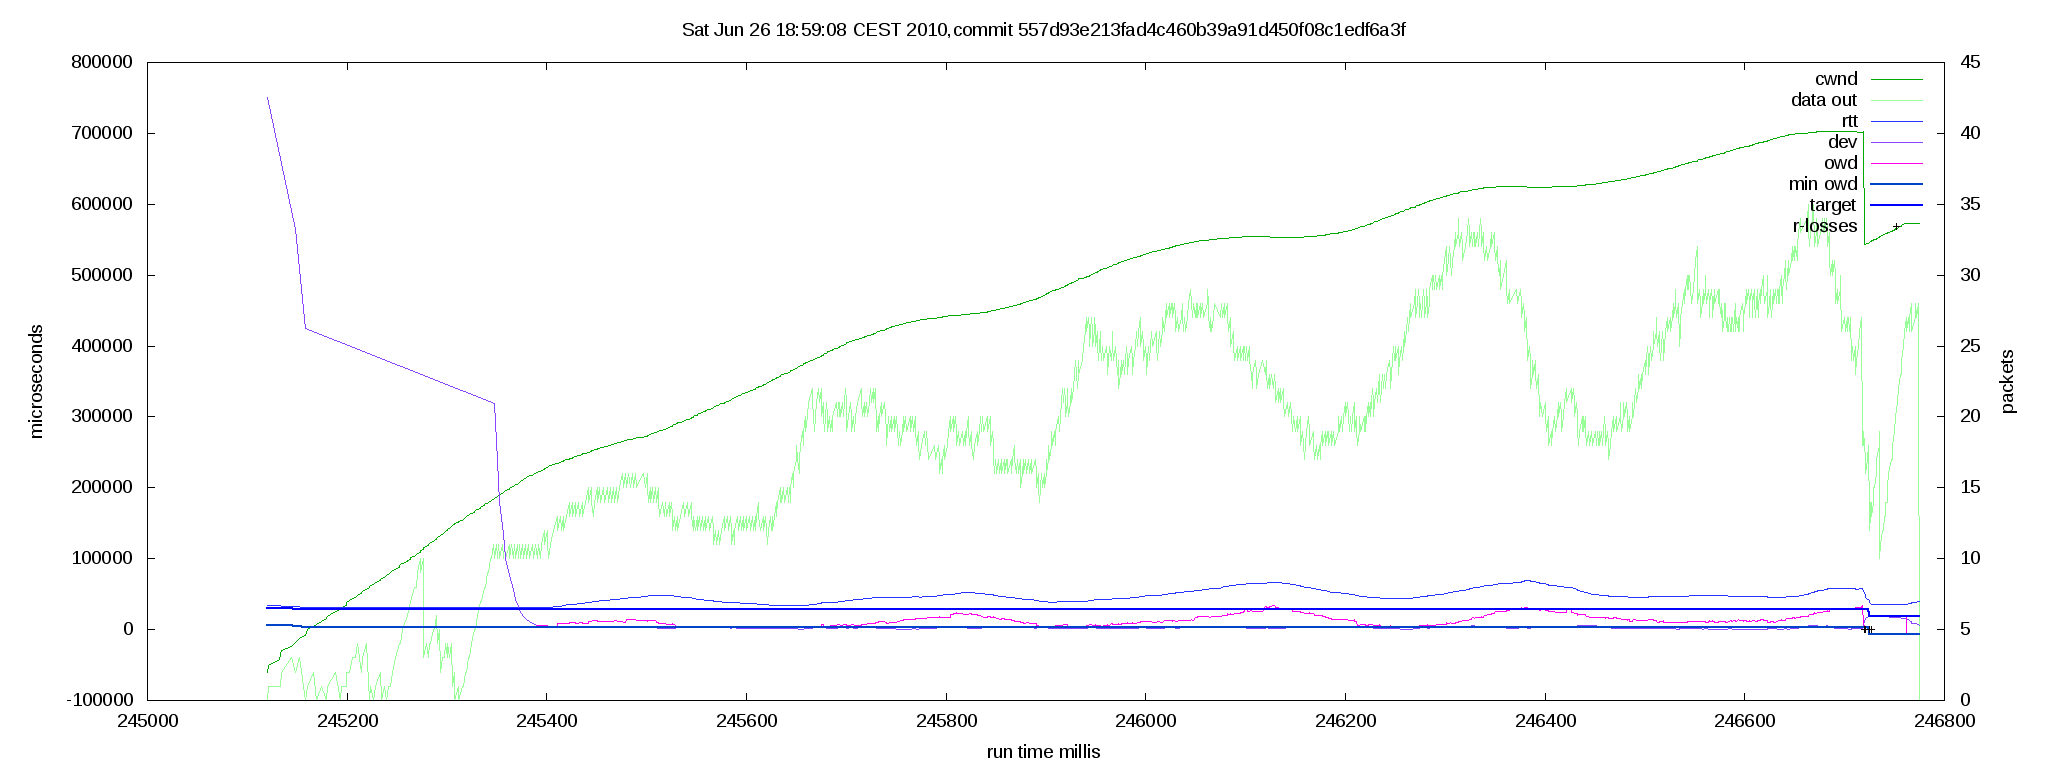 Sat Jun 26 18:59:08 CEST 2010,commit 557d93e213fad4c460b39a91d450f08c1edf6a3f
800000
700000
600000
500000
400000
300000
200000
100000
0
-100000
microseconds
45
40
35
30
25
20
15
10
5
0
packets
cwnd
data out
rtt
dev
owd
min owd
target
r-losses
245000
245200
245400
245600
245800
246000
246200
246400
246600
246800
run time millis